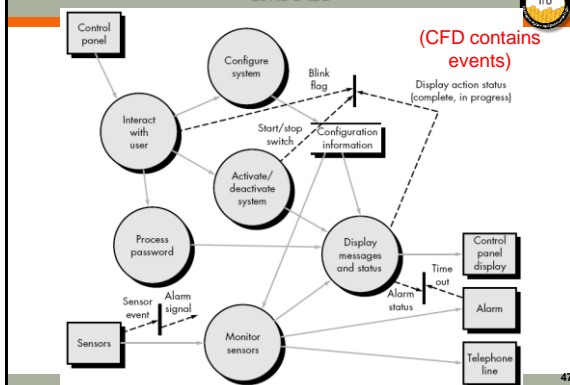 ITU
(CFD contains
events)
Control
panel
Configure
system
Blink
flag
Display action status
(complete, in progress)
Interact
with
user
Start/stop
switch
Configuration
information
Activate/
deactivate
system
Process
password
Display
messages
and status
Control
panel
display
Time
out
Alarm
status
Alarm
Sensor
event
Alarm
signal
Sensors
Monitor
sensors
Telephone
line
47